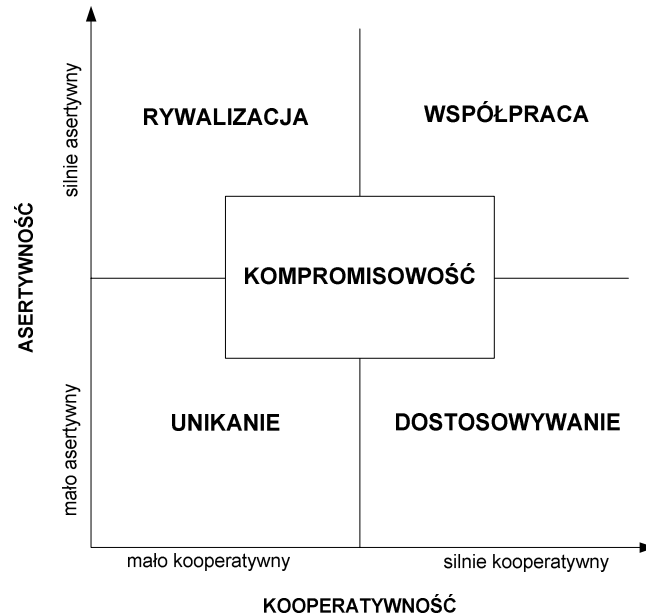 RYWALIZACJA
WSPÓŁPRACA
silnie asertywny
ASERTYWNOŚĆ
KOMPROMISOWOŚĆ
mało asertywny
UNIKANIE
DOSTOSOWYWANIE
mało kooperatywny
silnie kooperatywny
KOOPERATYWNOŚĆ